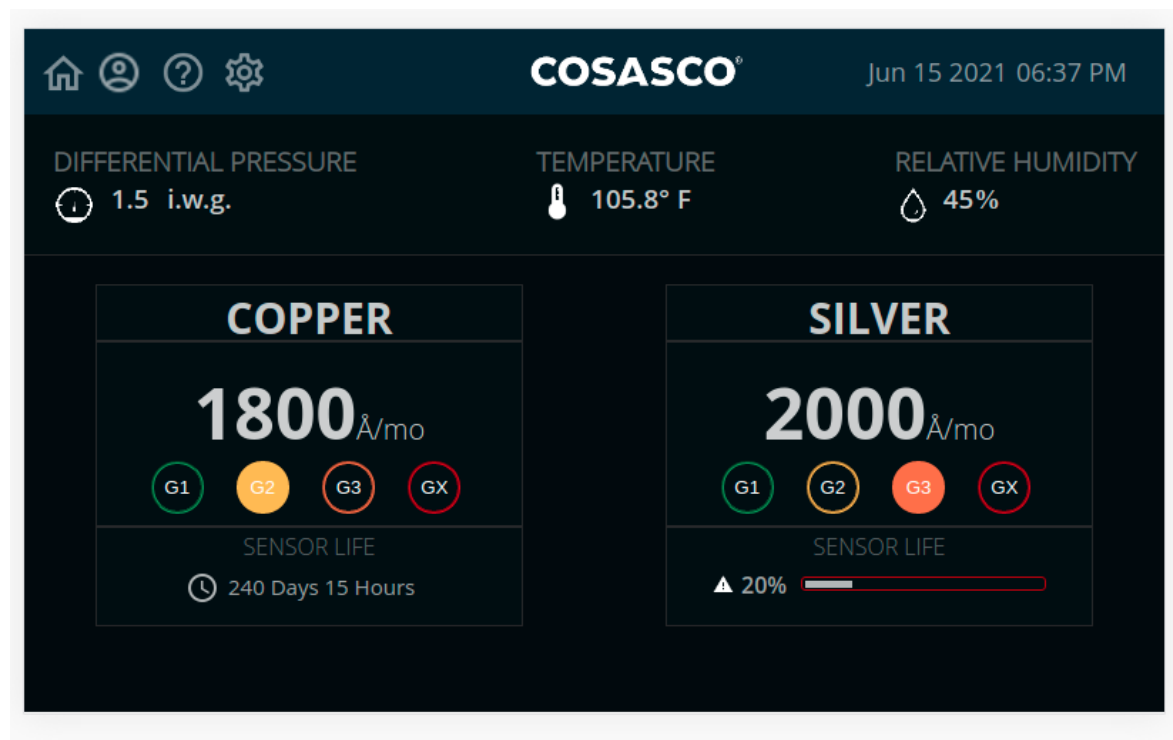 COSASCO® Jun 15 2021 06:37 PM
DIFFERENTIAL PRESSURE TEMPERATURE RELATIVE HUMIDITY
1.5 i.w.g. 105.8° F 45%
COPPER
1800 Å/mo
G1 G2 G3 GX
SENSOR LIFE
240 Days 15 Hours
SILVER
2000 Å/mo
G1 G2 G3 GX
SENSOR LIFE
20%